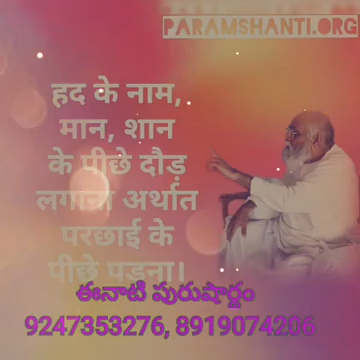 PARAMSHANTI.ORG
हद के नाम,
मान, शान
के पीछे दौड़
लगाना अर्थात
परछाई के
पीछे पड़ना।
ఈనాటి పురుషార్థం
9247353276, 8919074206